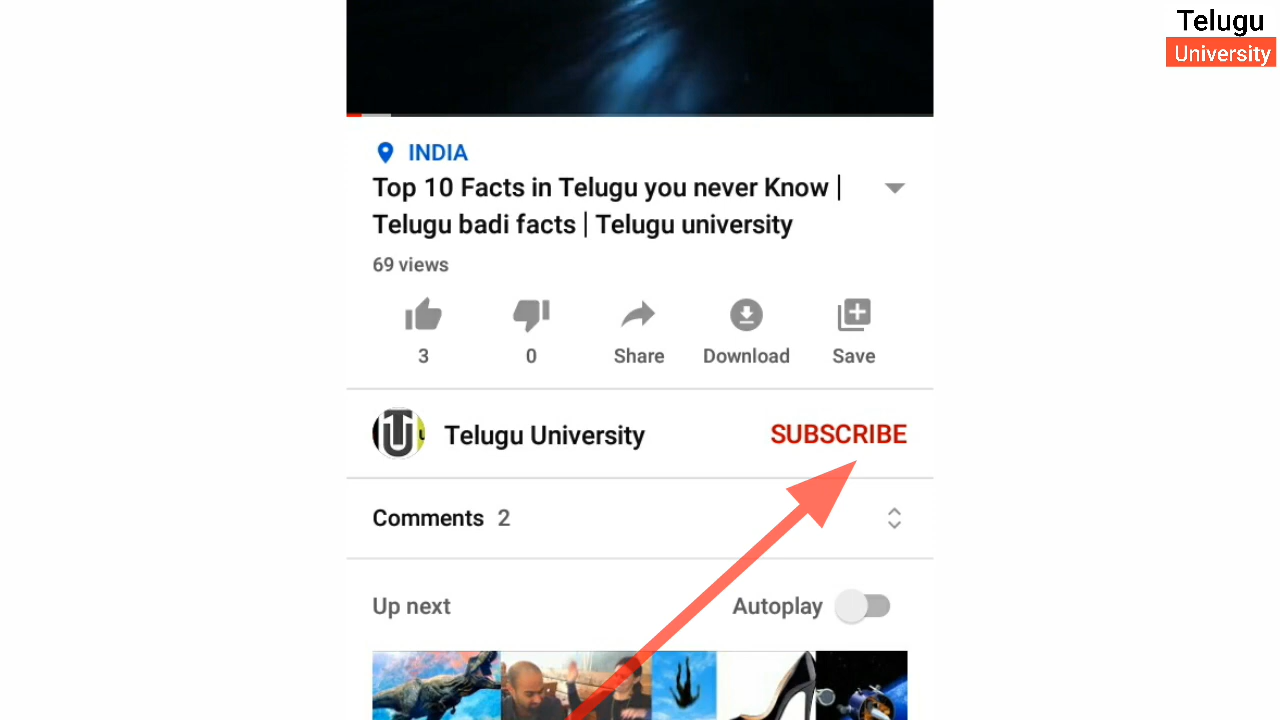 Telugu
University
INDIA
Top 10 Facts in Telugu you never Know |
Telugu badi facts | Telugu university
69 views
3
0
Share
Download
Save
Telugu University
SUBSCRIBE
Comments 2
Up next
Autoplay